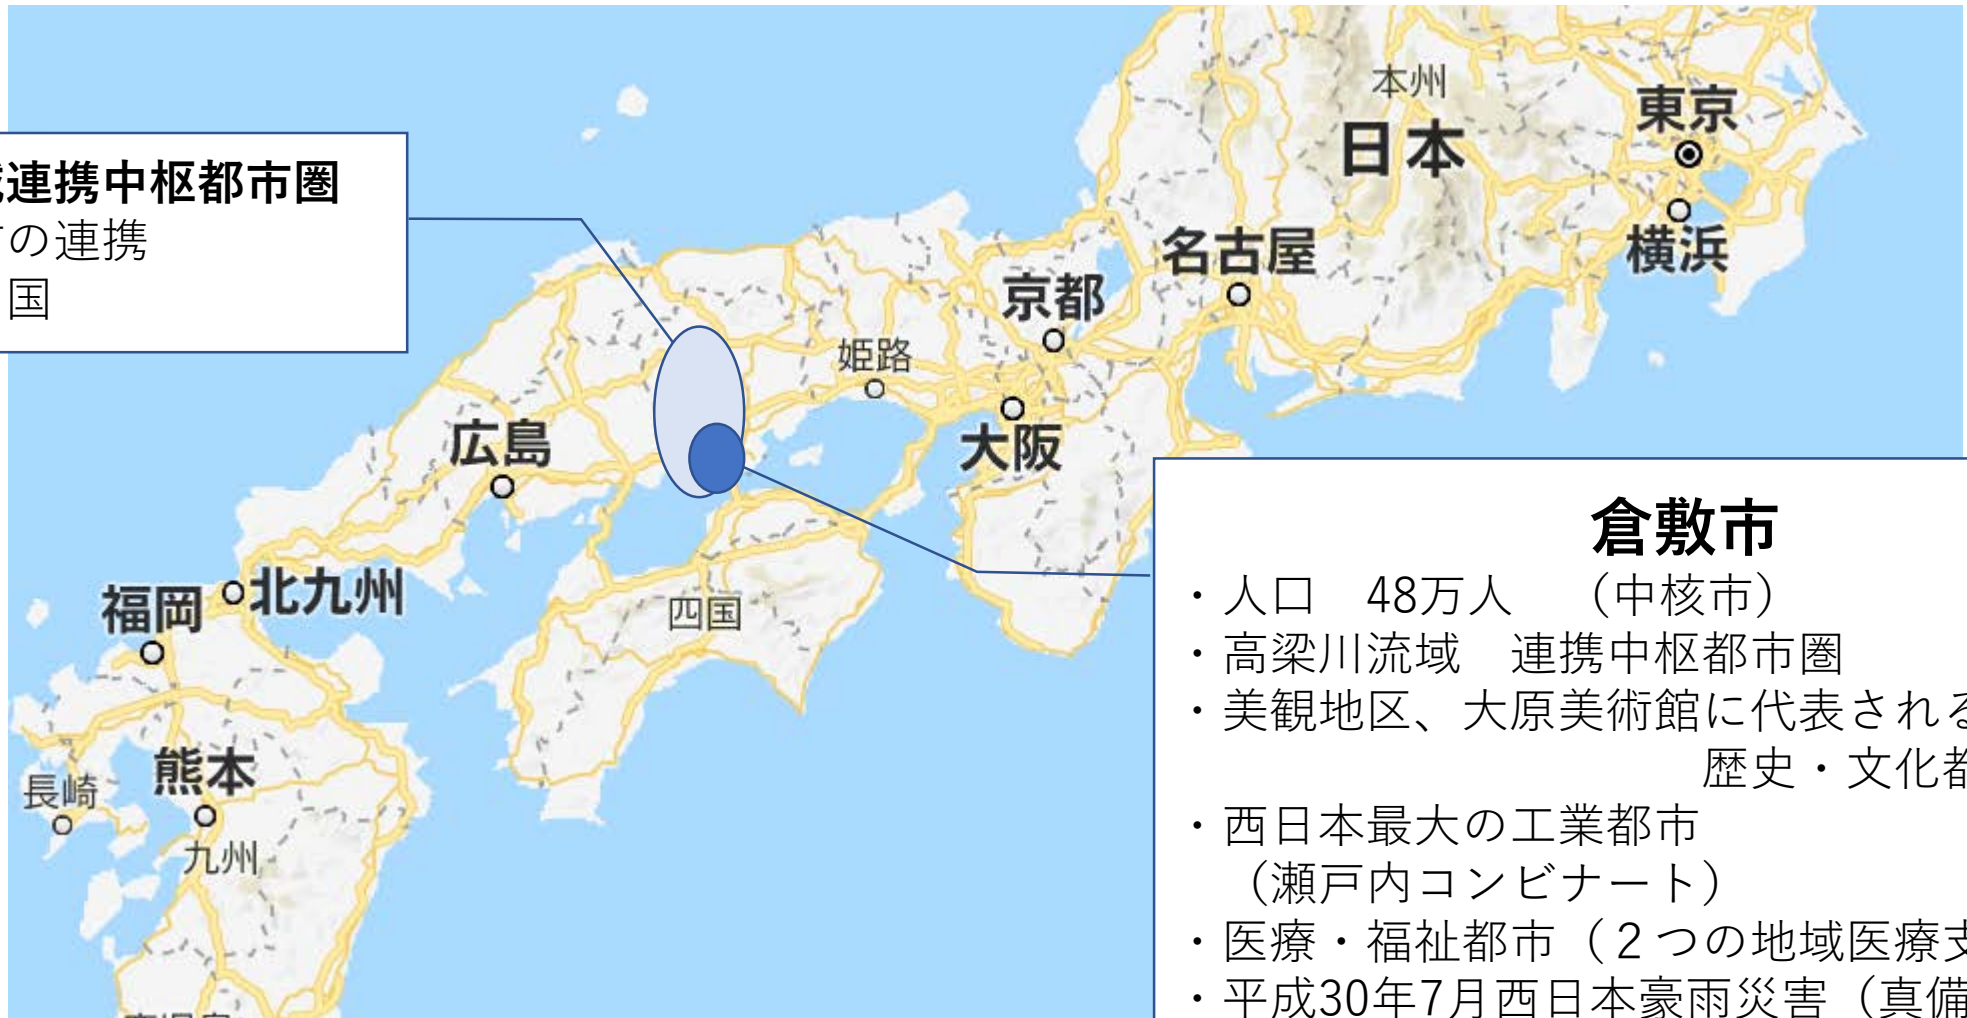 連携中枢都市圏
の連携
国
本州
日本
東京
横浜
名古屋
京都
姫路
大阪
広島
北九州
福岡
四国
熊本
長崎
九州
倉敷市
・人口 48万人 （中核市）
・高梁川流域 連携中枢都市圏
・美観地区、大原美術館に代表される
歴史・文化都
・西日本最大の工業都市
（瀬戸内コンビナート）
・医療・福祉都市（２つの地域医療支
・平成30年7月西日本豪雨災害（真備